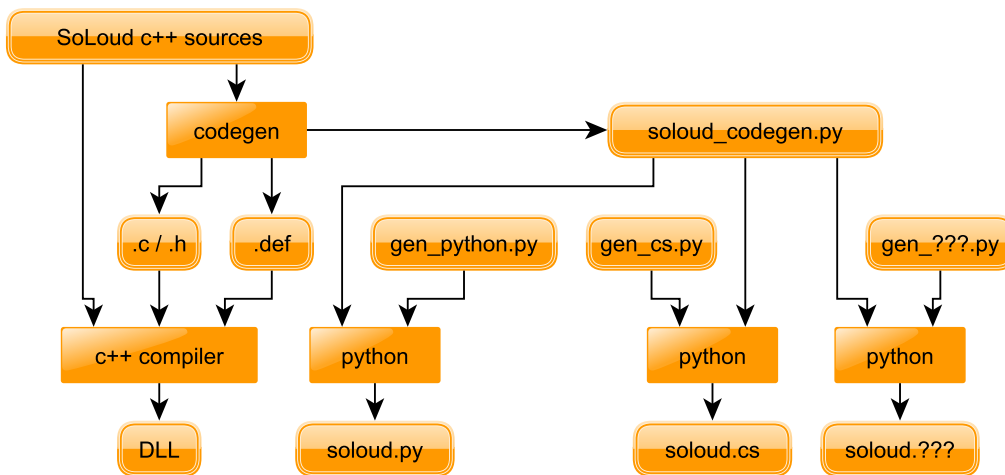 SoLoud c++ sources
codegen
soloud_codegen.py
.c / .h
.def
gen_python.py
gen_cs.py
gen_???.py
c++ compiler
python
python
python
DLL
soloud.py
soloud.cs
soloud.???